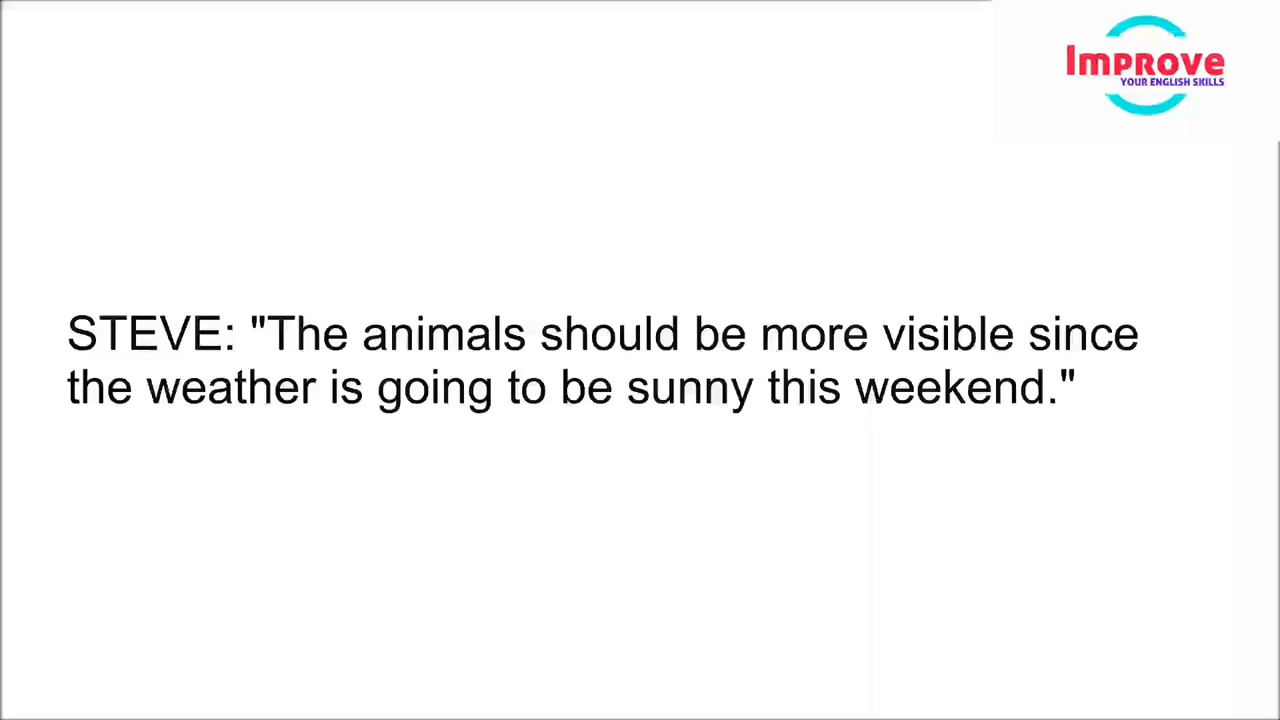 Improve
YOUR ENGLISH SKILLS
STEVE: "The animals should be more visible since
the weather is going to be sunny this weekend."